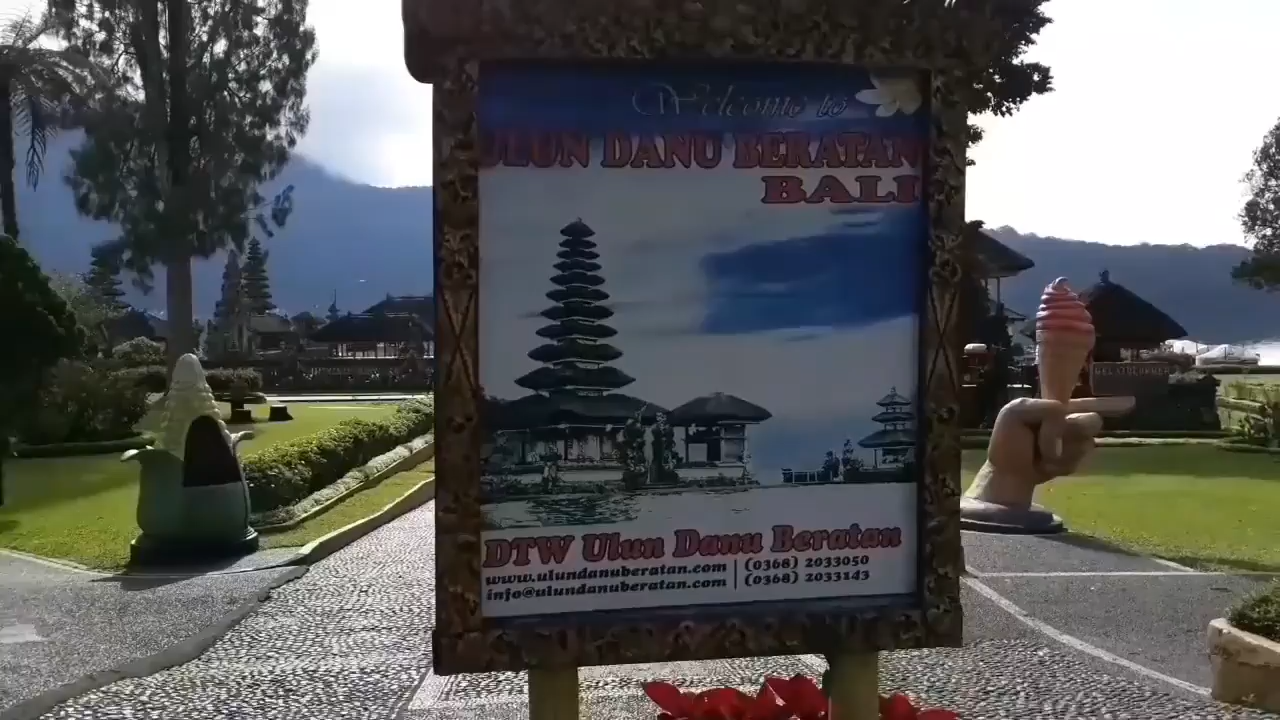 Welcome to
ULUN DANU BERATAN
BALI
DTW Ulun Danu Beratan
www.ulundanuberatan.com | (0368) 2033050
info@ulundanuberatan.com | (0368) 2033143
GELATOCORNER